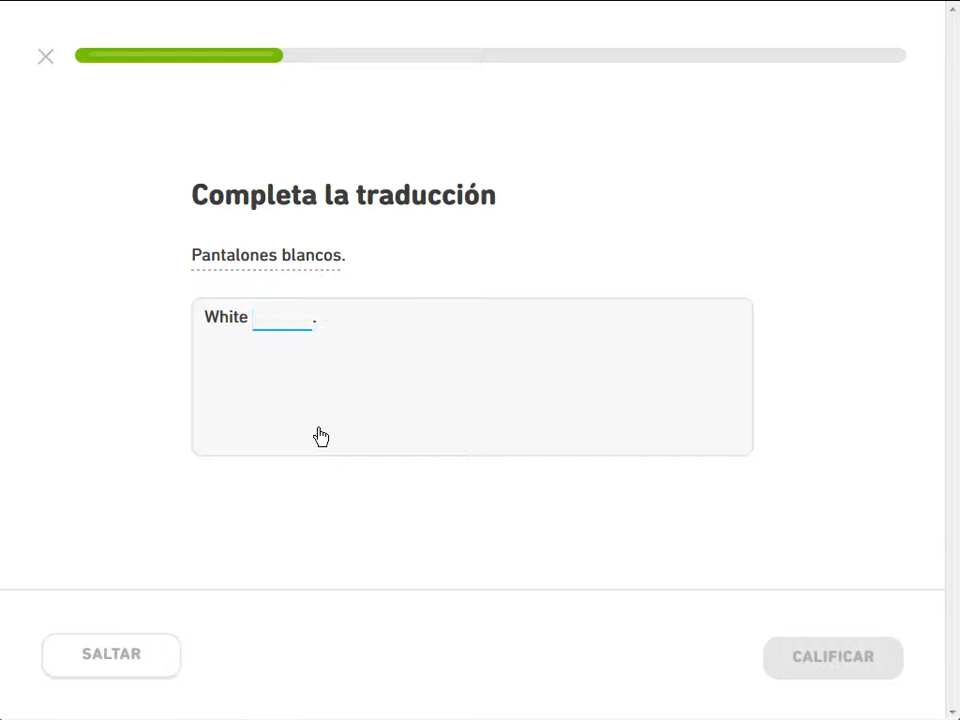 Completa la traducción
Pantalones blancos.
White .
SALTAR
CALIFICAR